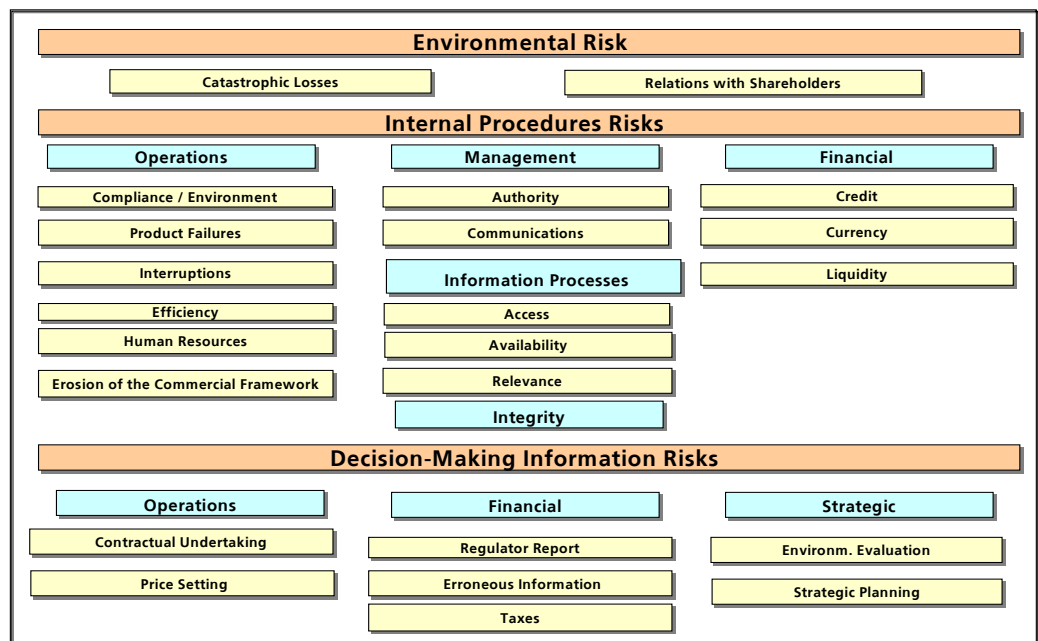 Environmental Risk
Catastrophic Losses
Relations with Shareholders
Internal Procedures Risks
Operations
Compliance / Environment
Product Failures
Interruptions
Efficiency
Human Resources
Erosion of the Commercial Framework
Management
Authority
Communications
Information Processes
Access
Availability
Relevance
Integrity
Financial
Credit
Currency
Liquidity
Decision-Making Information Risks
Operations
Contractual Undertaking
Price Setting
Financial
Regulator Report
Erroneous Information
Taxes
Strategic
Environm. Evaluation
Strategic Planning